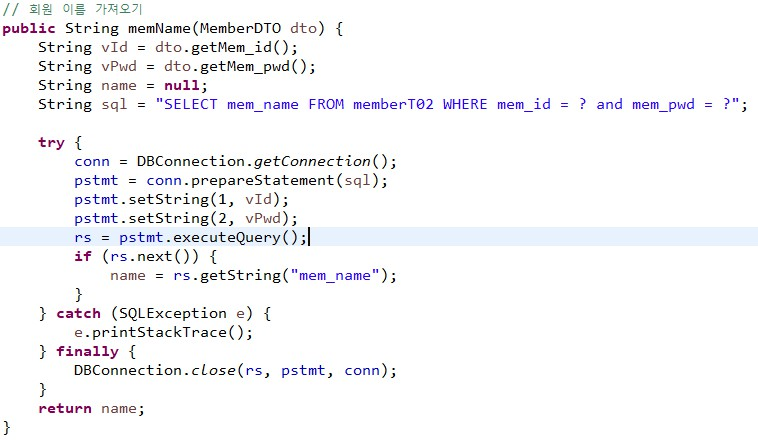 // 회원 이름 가져오기
public String memName(MemberDTO dto) {
    String vId = dto.getMem_id();
    String vPwd = dto.getMem_pwd();
    String name = null;
    String sql = "SELECT mem_name FROM memberT02 WHERE mem_id = ? and mem_pwd = ?";

    try {
        conn = DBConnection.getConnection();
        pstmt = conn.prepareStatement(sql);
        pstmt.setString(1, vId);
        pstmt.setString(2, vPwd);
        rs = pstmt.executeQuery();
        if (rs.next()) {
            name = rs.getString("mem_name");
        }
    } catch (SQLException e) {
        e.printStackTrace();
    } finally {
        DBConnection.close(rs, pstmt, conn);
    }
    return name;
}